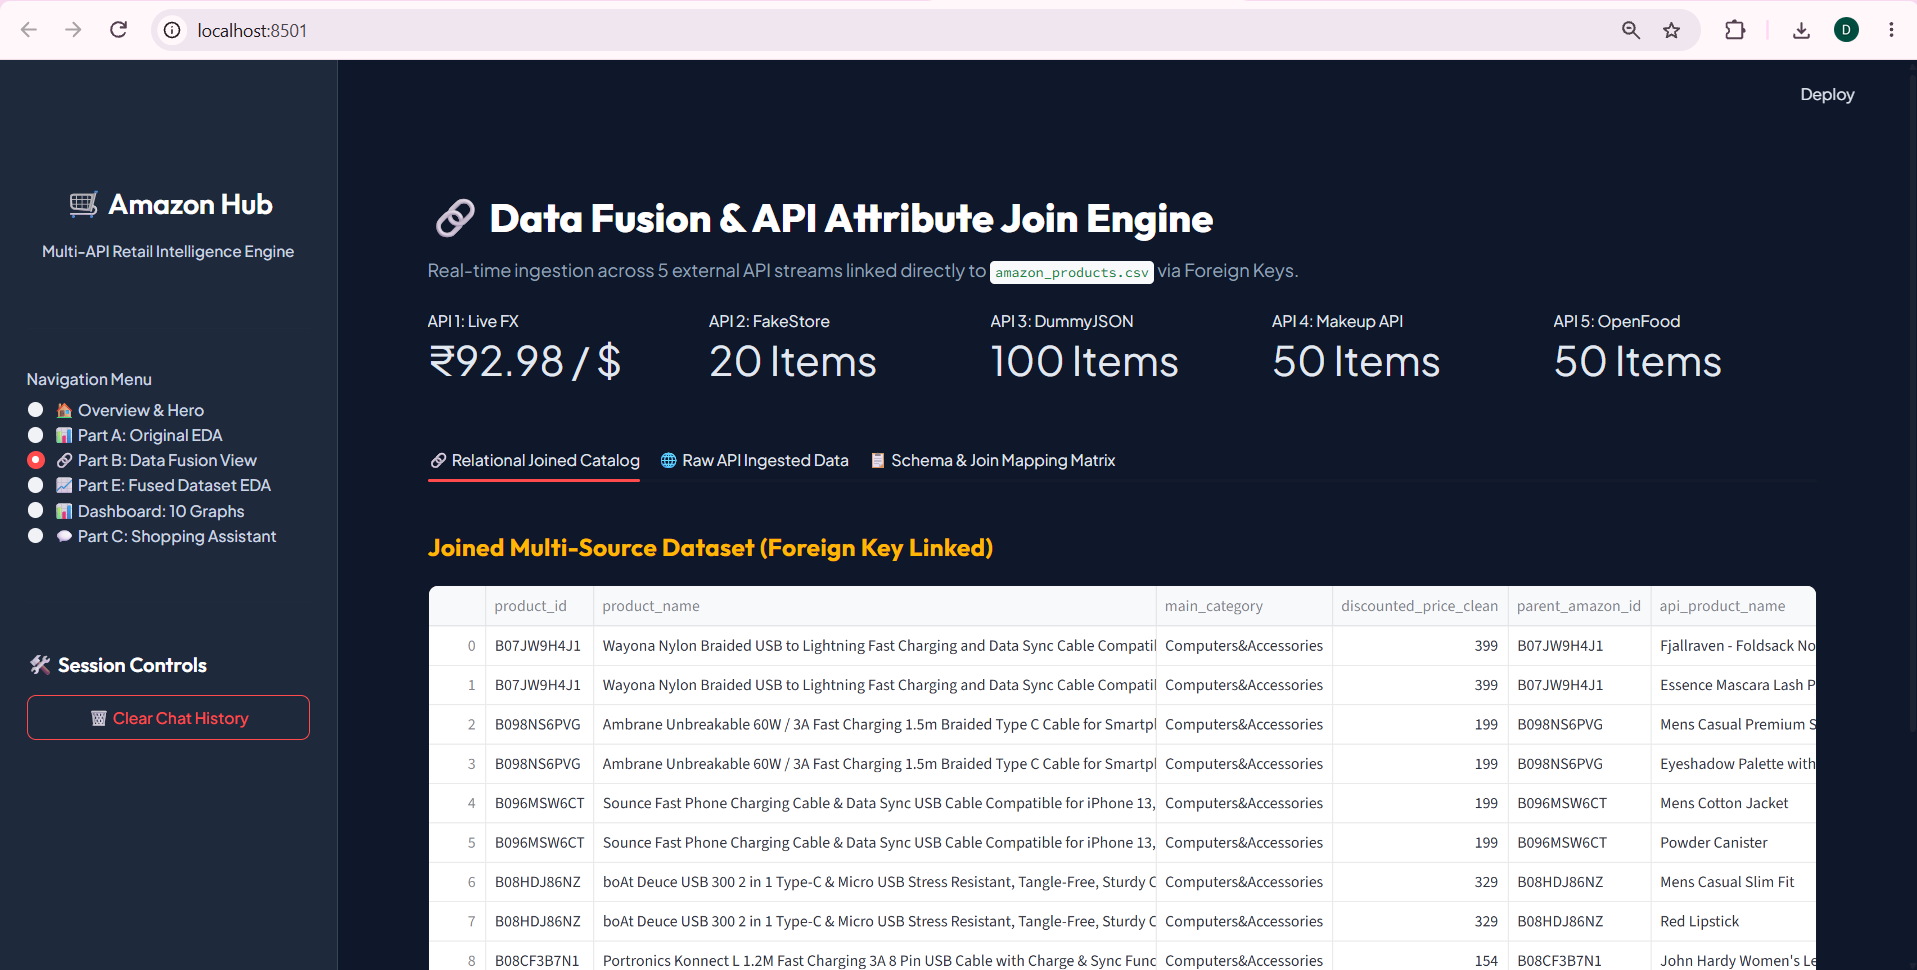 localhost:8501
D
Deploy
Amazon Hub
Multi-API Retail Intelligence Engine
Navigation Menu
Overview & Hero
Part A: Original EDA
Part B: Data Fusion View
Part E: Fused Dataset EDA
Dashboard: 10 Graphs
Part C: Shopping Assistant
Session Controls
Clear Chat History
Data Fusion & API Attribute Join Engine
Real-time ingestion across 5 external API streams linked directly to amazon_products.csv via Foreign Keys.
API 1: Live FX
₹92.98 / $
API 2: FakeStore
20 Items
API 3: DummyJSON
100 Items
API 4: Makeup API
50 Items
API 5: OpenFood
50 Items
Relational Joined Catalog
Raw API Ingested Data
Schema & Join Mapping Matrix
Joined Multi-Source Dataset (Foreign Key Linked)
product_id product_name main_category discounted_price_clean parent_amazon_id api_product_name
0 B07JW9H4J1 Wayona Nylon Braided USB to Lightning Fast Charging and Data Sync Cable Compatil Computers&Accessories 399 B07JW9H4J1 Fjallraven - Foldsack No
1 B07JW9H4J1 Wayona Nylon Braided USB to Lightning Fast Charging and Data Sync Cable Compatil Computers&Accessories 399 B07JW9H4J1 Essence Mascara Lash P
2 B098NS6PVG Ambrane Unbreakable 60W / 3A Fast Charging 1.5m Braided Type C Cable for Smartpl Computers&Accessories 199 B098NS6PVG Mens Casual Premium S
3 B098NS6PVG Ambrane Unbreakable 60W / 3A Fast Charging 1.5m Braided Type C Cable for Smartpl Computers&Accessories 199 B098NS6PVG Eyeshadow Palette with
4 B096MSW6CT Sounce Fast Phone Charging Cable & Data Sync USB Cable Compatible for iPhone 13, Computers&Accessories 199 B096MSW6CT Mens Cotton Jacket
5 B096MSW6CT Sounce Fast Phone Charging Cable & Data Sync USB Cable Compatible for iPhone 13, Computers&Accessories 199 B096MSW6CT Powder Canister
6 B08HDJ86NZ boAt Deuce USB 300 2 in 1 Type-C & Micro USB Stress Resistant, Tangle-Free, Sturdy C Computers&Accessories 329 B08HDJ86NZ Mens Casual Slim Fit
7 B08HDJ86NZ boAt Deuce USB 300 2 in 1 Type-C & Micro USB Stress Resistant, Tangle-Free, Sturdy C Computers&Accessories 329 B08HDJ86NZ Red Lipstick
8 B08CF3B7N1 Portronics Konnect L 1.2M Fast Charging 3A 8 Pin USB Cable with Charge & Sync Func Computers&Accessories 154 B08CF3B7N1 John Hardy Women's Le